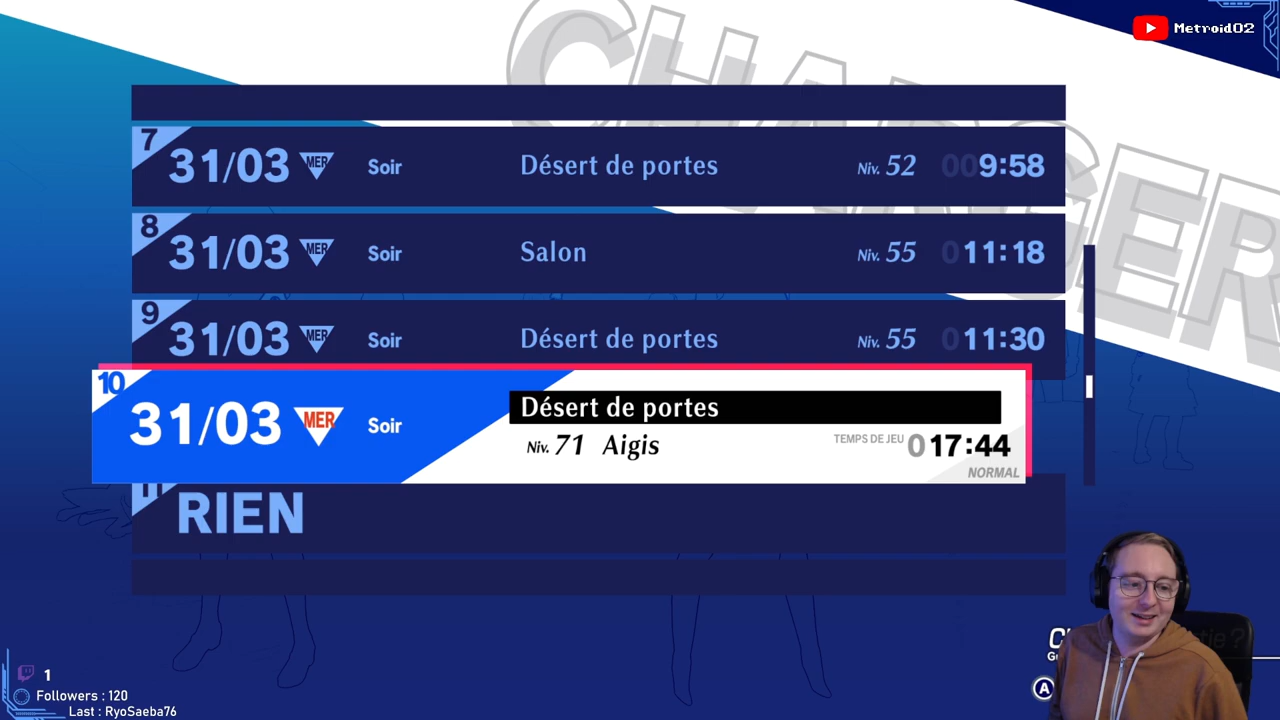 CHARGER
Metroid02
7
31/03 MER Soir Désert de portes Niv. 52 009:58
8
31/03 MER Soir Salon Niv. 55 011:18
9
31/03 MER Soir Désert de portes Niv. 55 011:30
10
31/03 MER Soir Désert de portes
Niv. 71 Aigis TEMPS DE JEU 017:44
NORMAL
11
RIEN
A
1
Followers : 120
Last : RyoSaeba76